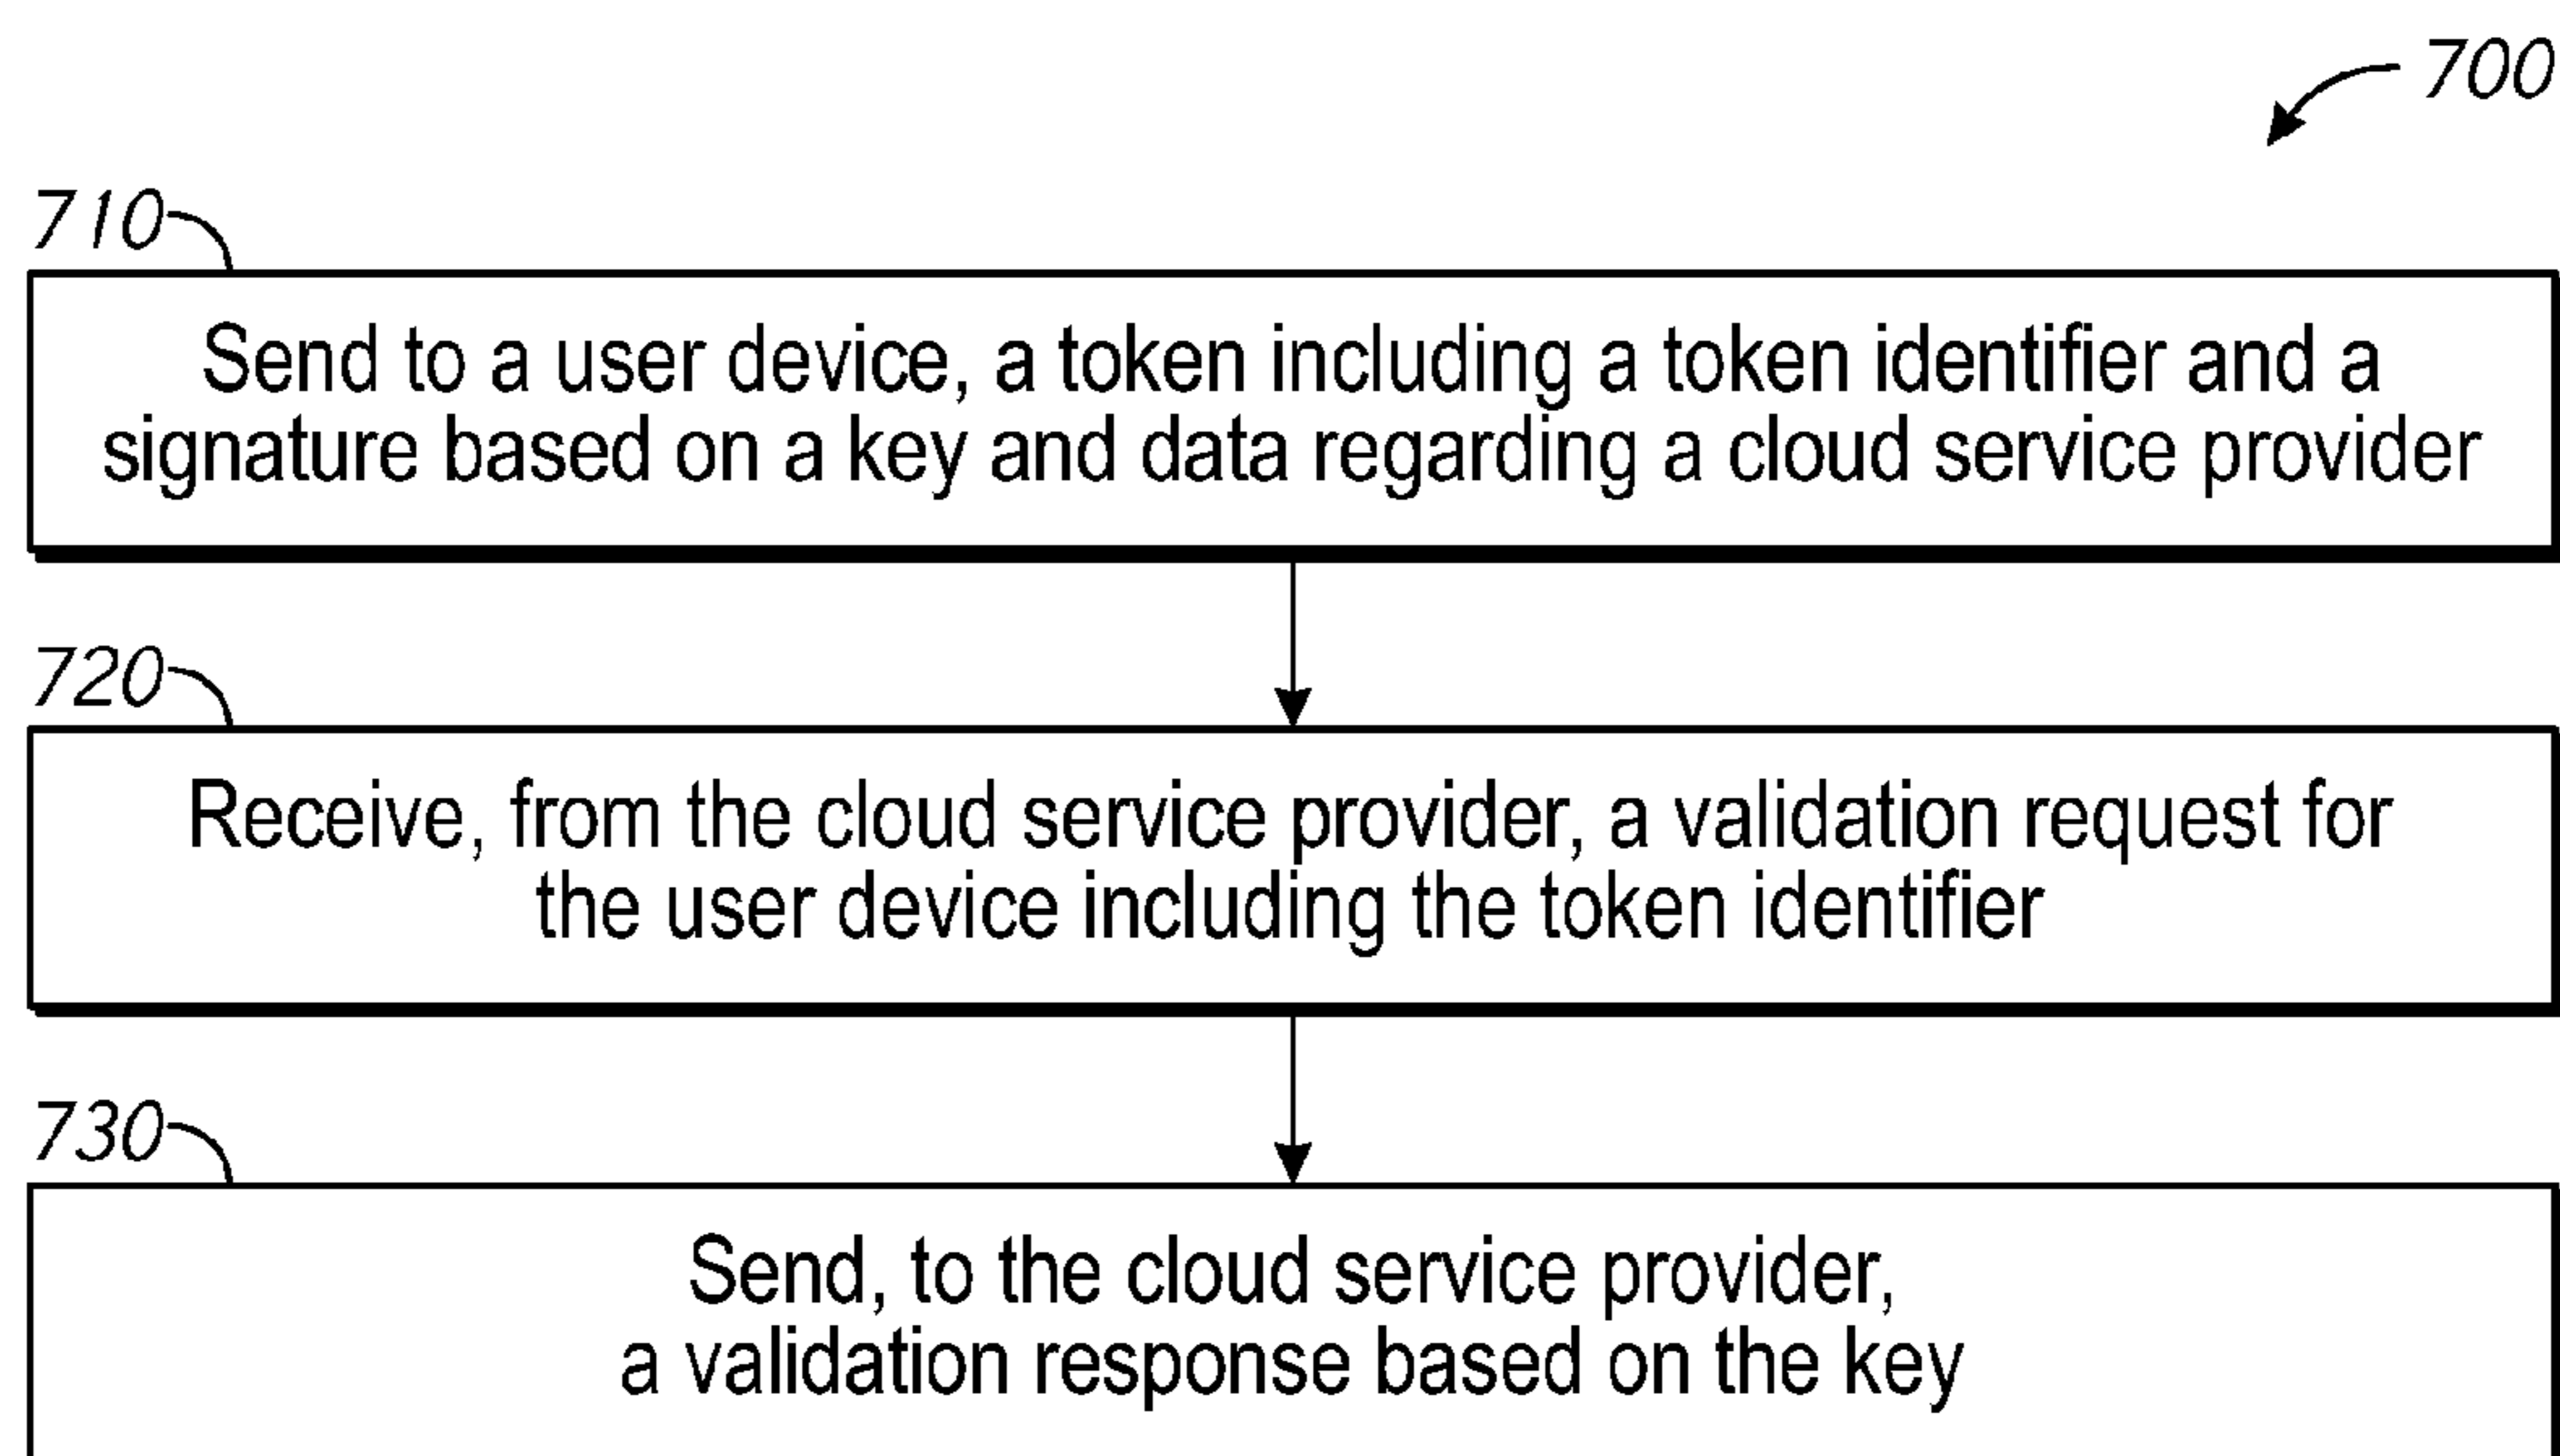 700
710
Send to a user device, a token including a token identifier and a
signature based on a key and data regarding a cloud service provider
720
Receive, from the cloud service provider, a validation request for
the user device including the token identifier
730
Send, to the cloud service provider,
a validation response based on the key